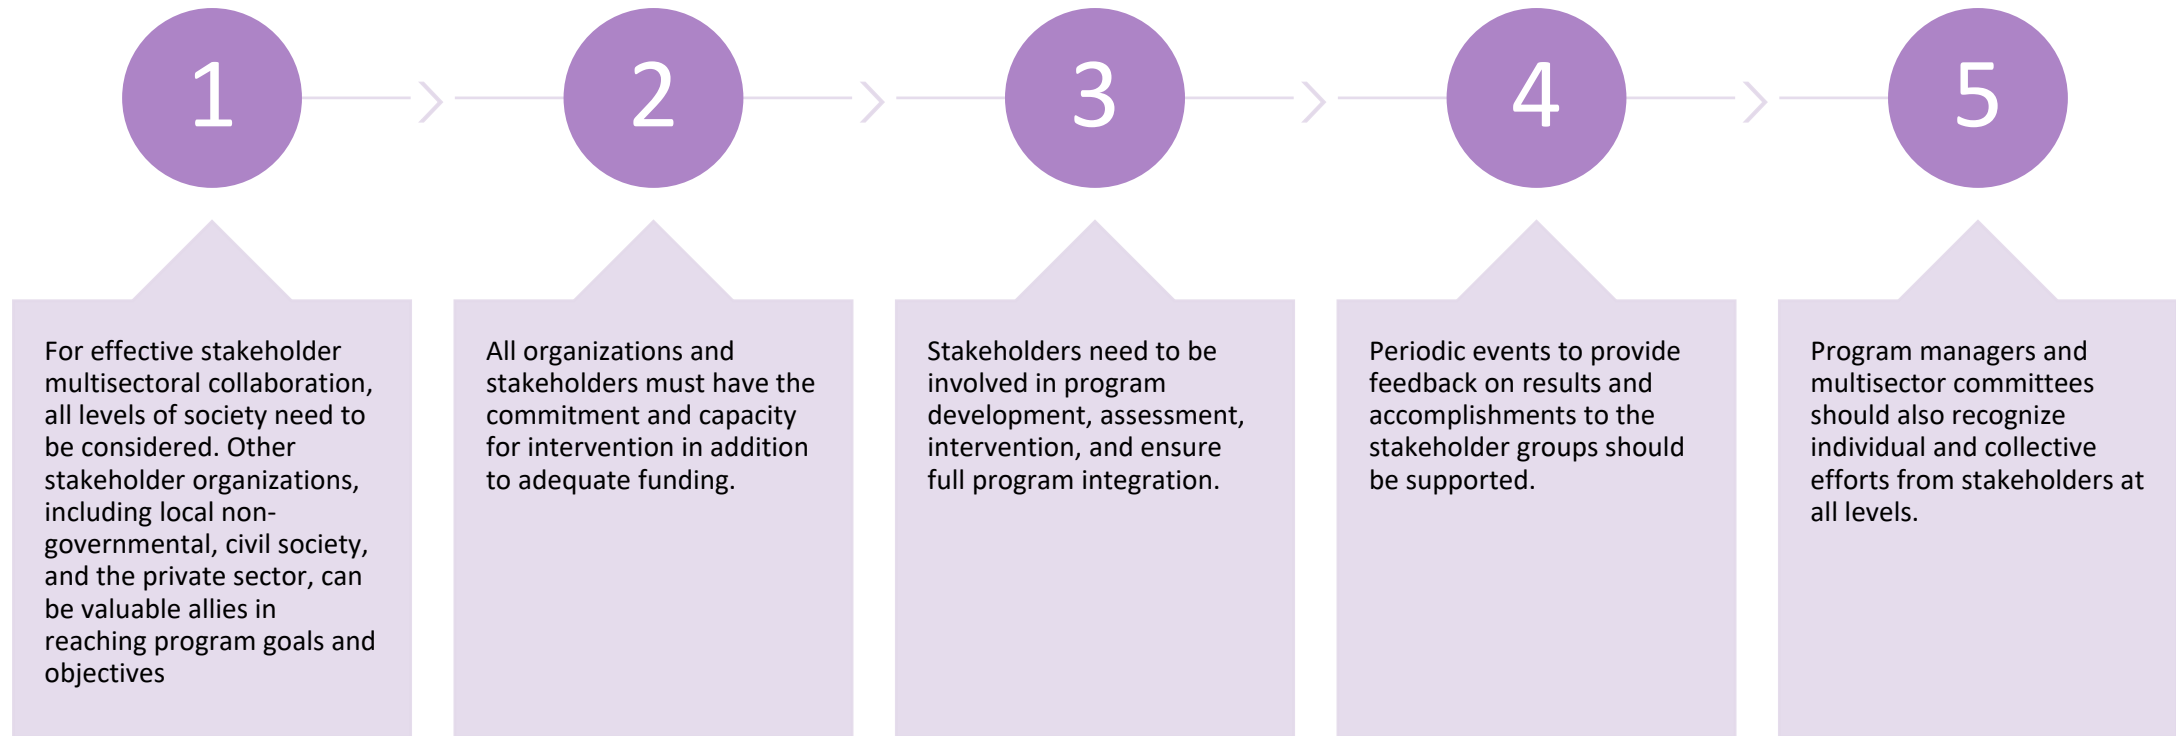 1
For effective stakeholder
multisectoral collaboration,
all levels of society need to
be considered. Other
stakeholder organizations,
including local non-
governmental, civil society,
and the private sector, can
be valuable allies in
reaching program goals and
objectives
2
All organizations and
stakeholders must have the
commitment and capacity
for intervention in addition
to adequate funding.
3
Stakeholders need to be
involved in program
development, assessment,
intervention, and ensure
full program integration.
4
Periodic events to provide
feedback on results and
accomplishments to the
stakeholder groups should
be supported.
5
Program managers and
multisector committees
should also recognize
individual and collective
efforts from stakeholders at
all levels.